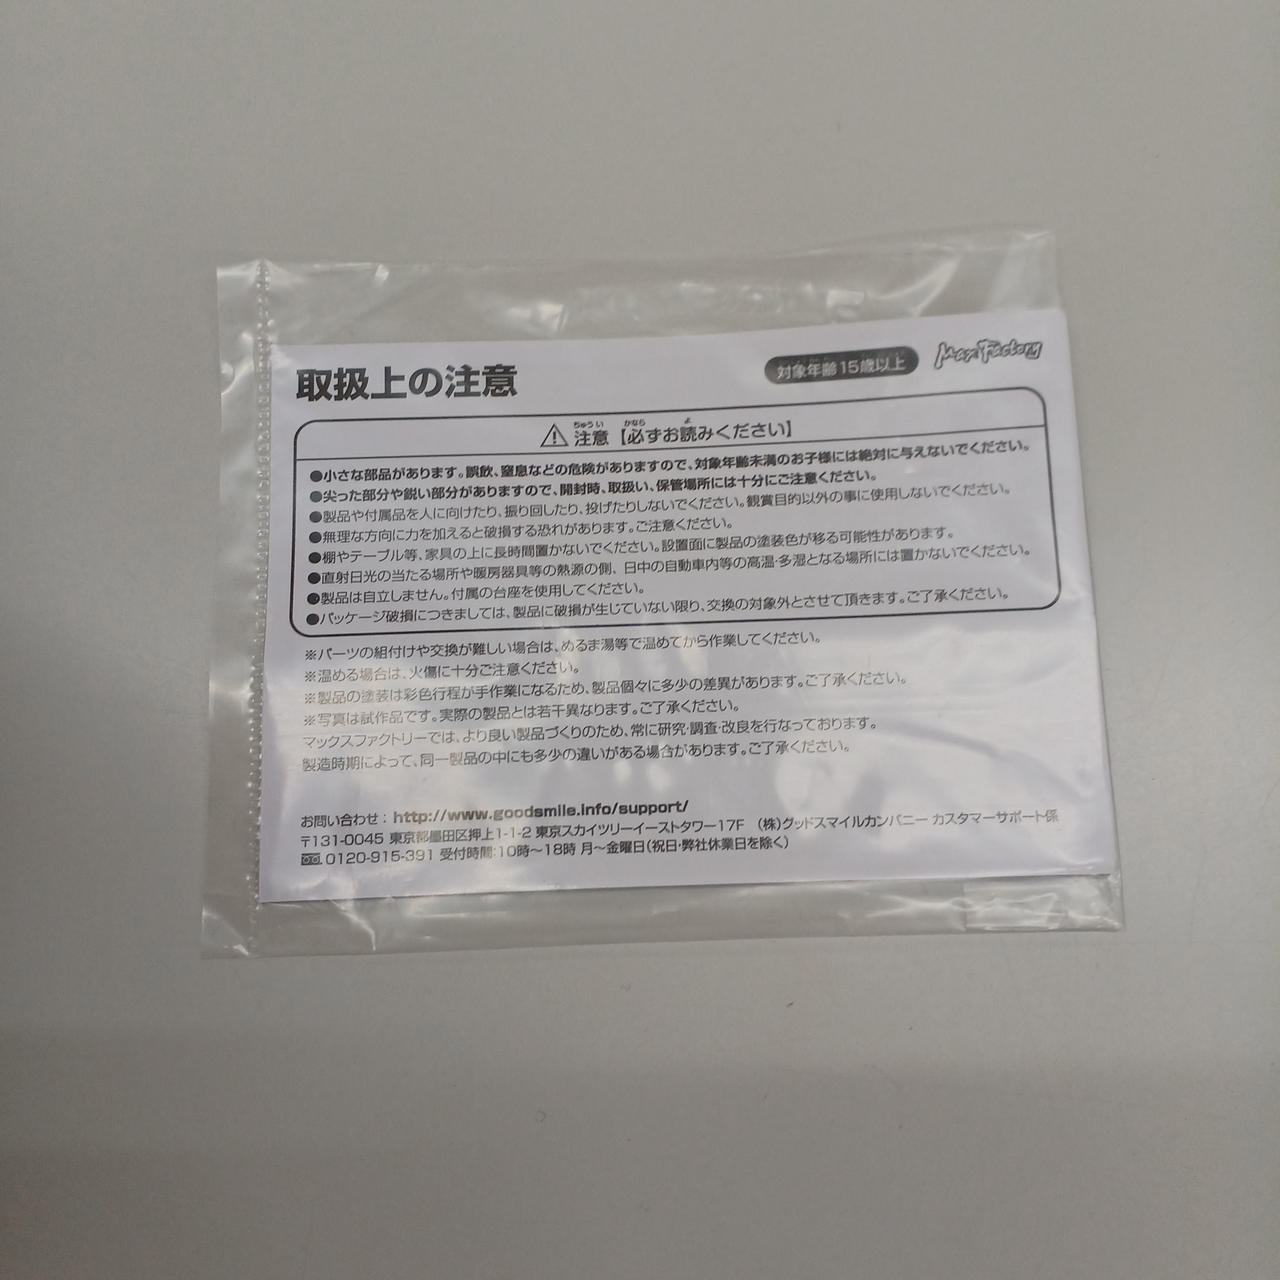 取扱上の注意
対象年齢15歳以上
Max Factory
注意【必ずお読みください】
●小さな部品があります。誤飲、窒息などの危険がありますので、対象年齢未満のお子様には絶対に与えないでください。
●尖った部分や鋭い部分がありますので、開封時、取扱い、保管場所には十分にご注意ください。
●製品や付属品を人に向けたり、振り回したり、投げたりしないでください。観賞目的以外の事に使用しないでください。
●無理な方向に力を加えると破損する恐れがあります。ご注意ください。
●棚やテーブル等、家具の上に長時間置かないでください。設置面に製品の塗装色が移る可能性があります。
●直射日光の当たる場所や暖房器具等の熱源の側、日中の自動車内等の高温・多湿となる場所には置かないでください。
●製品は自立しません。付属の台座を使用してください。
●パッケージ破損につきましては、製品に破損が生じていない限り、交換の対象外とさせて頂きます。ご了承ください。
※パーツの組付けや交換が難しい場合は、ぬるま湯等で温めてから作業してください。
※温める場合は、火傷に十分ご注意ください。
※製品の塗装は彩色行程が手作業になるため、製品個々に多少の差異があります。ご了承ください。
※写真は試作品です。実際の製品とは若干異なります。ご了承ください。
マックスファクトリーでは、より良い製品づくりのため、常に研究・調査・改良を行なっております。
製造時期によって、同一製品の中にも多少の違いがある場合があります。ご了承ください。
お問い合わせ：http://www.goodsmile.info/support/
〒131-0045 東京都墨田区押上1-1-2 東京スカイツリーイーストタワー17F （株）グッドスマイルカンパニー カスタマーサポート係
0120-915-391 受付時間：10時～18時 月～金曜日（祝日・弊社休業日を除く）